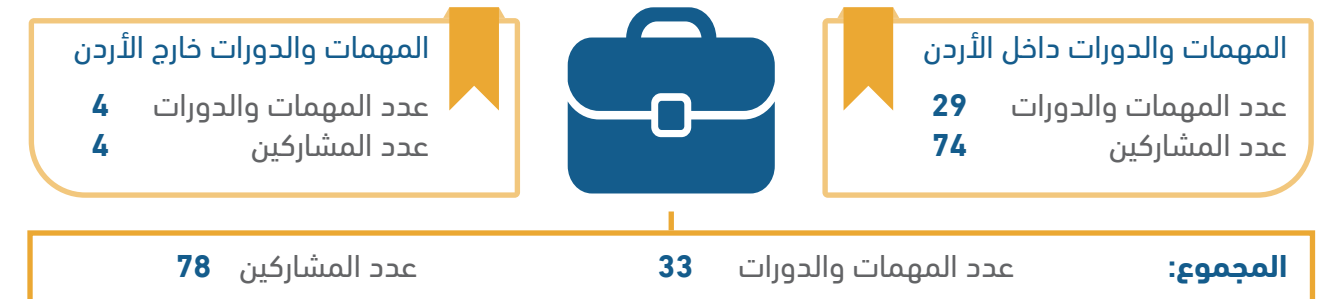 المهمات والدورات داخل الأردن
عدد المهمات والدورات 29
عدد المشاركين 74
المهمات والدورات خارج الأردن
عدد المهمات والدورات 4
عدد المشاركين 4
المجموع: عدد المهمات والدورات 33 عدد المشاركين 78